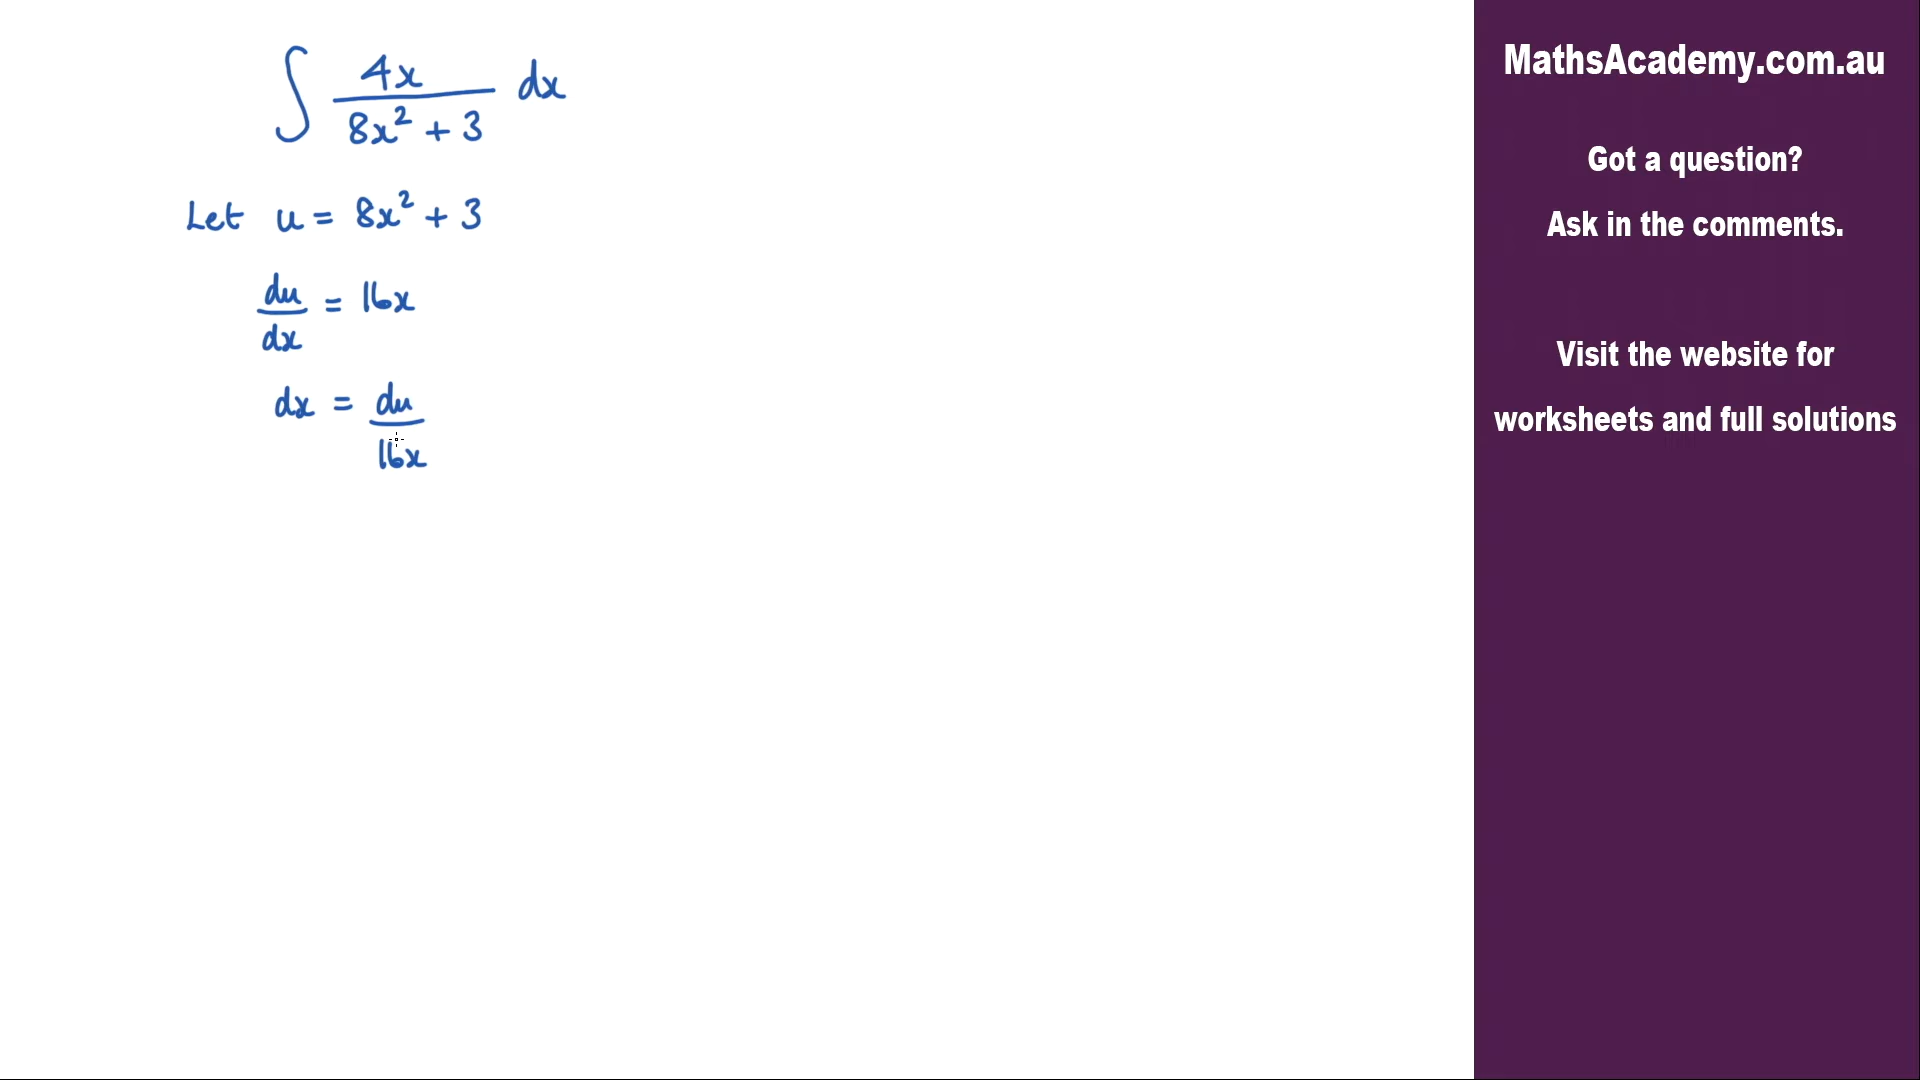 ∫ 4x / (8x² + 3) dx
Let u = 8x² + 3
du/dx = 16x
dx = du/16x
MathsAcademy.com.au
Got a question?
Ask in the comments.
Visit the website for
worksheets and full solutions